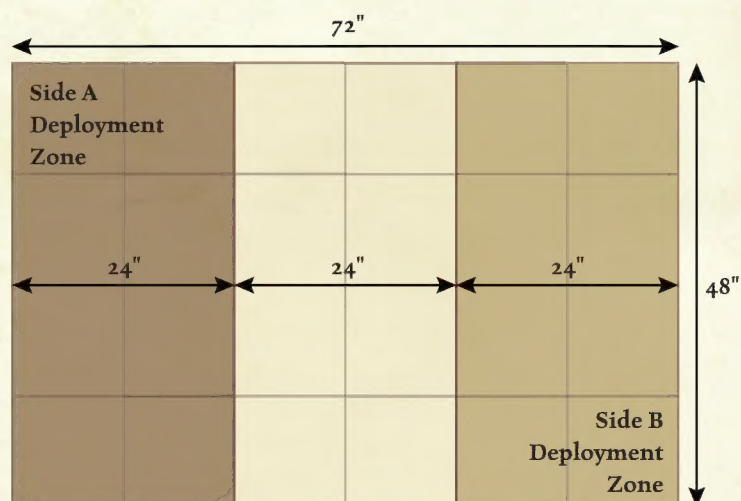 72"
Side A
Deployment
Zone
24"
24"
24"
48"
Side B
Deployment
Zone